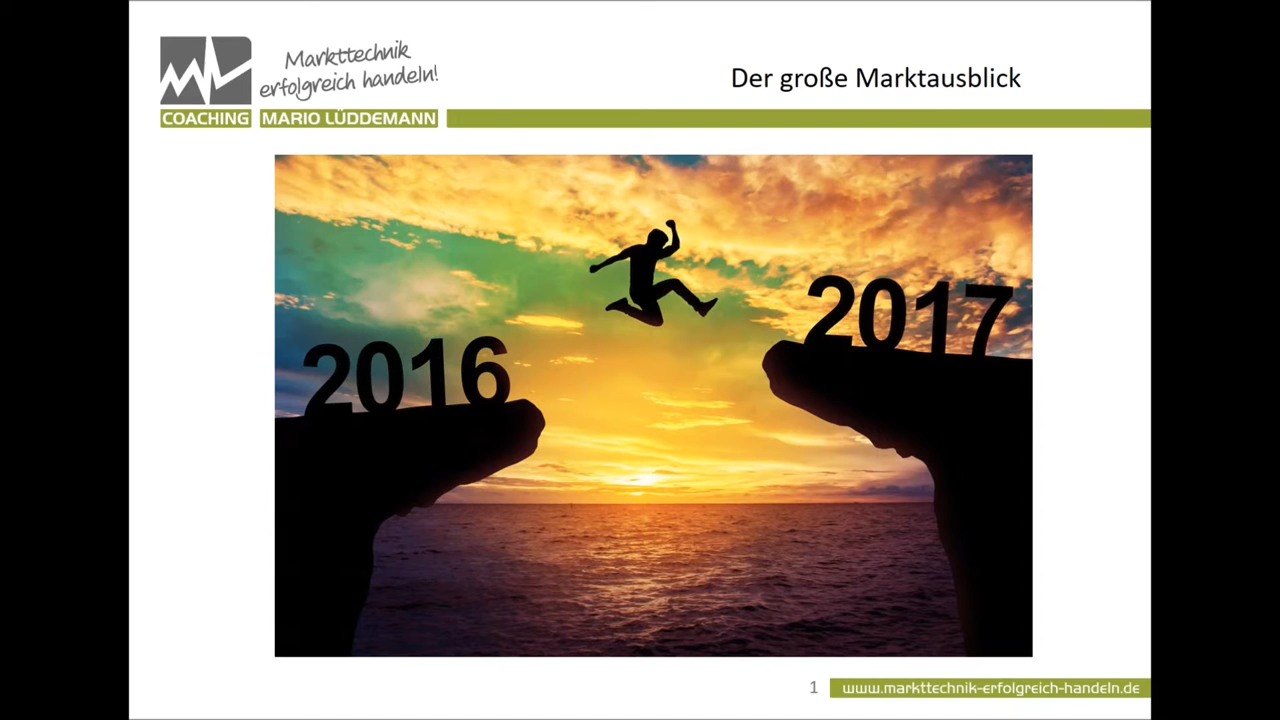 Markttechnik
erfolgreich handeln!
COACHING MARIO LÜDDEMANN
Der große Marktausblick
2016
2017
1
www.markttechnik-erfolgreich-handeln.de